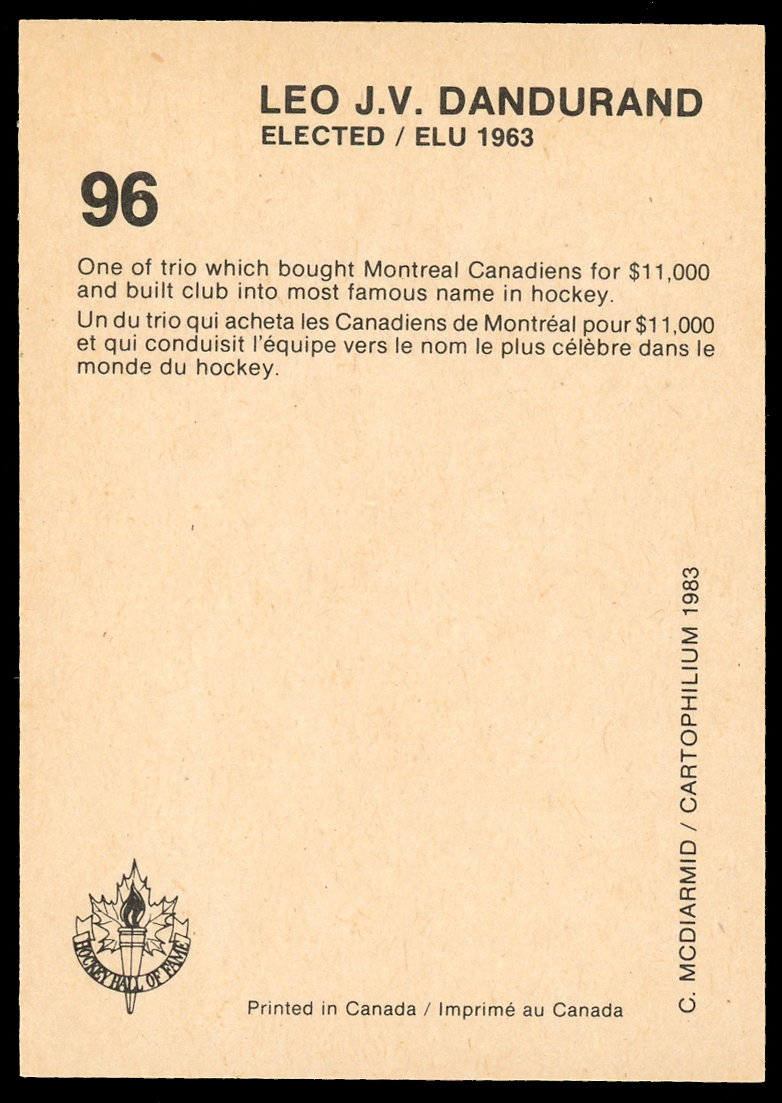 LEO J.V. DANDURAND
ELECTED / ELU 1963
96
One of trio which bought Montreal Canadiens for $11,000
and built club into most famous name in hockey.
Un du trio qui acheta les Canadiens de Montréal pour $11,000
et qui conduisit l'équipe vers le nom le plus célèbre dans le
monde du hockey.
C. MCDIARMID / CARTOPHILIUM 1983
HOCKEY HALL OF FAME
Printed in Canada / Imprimé au Canada